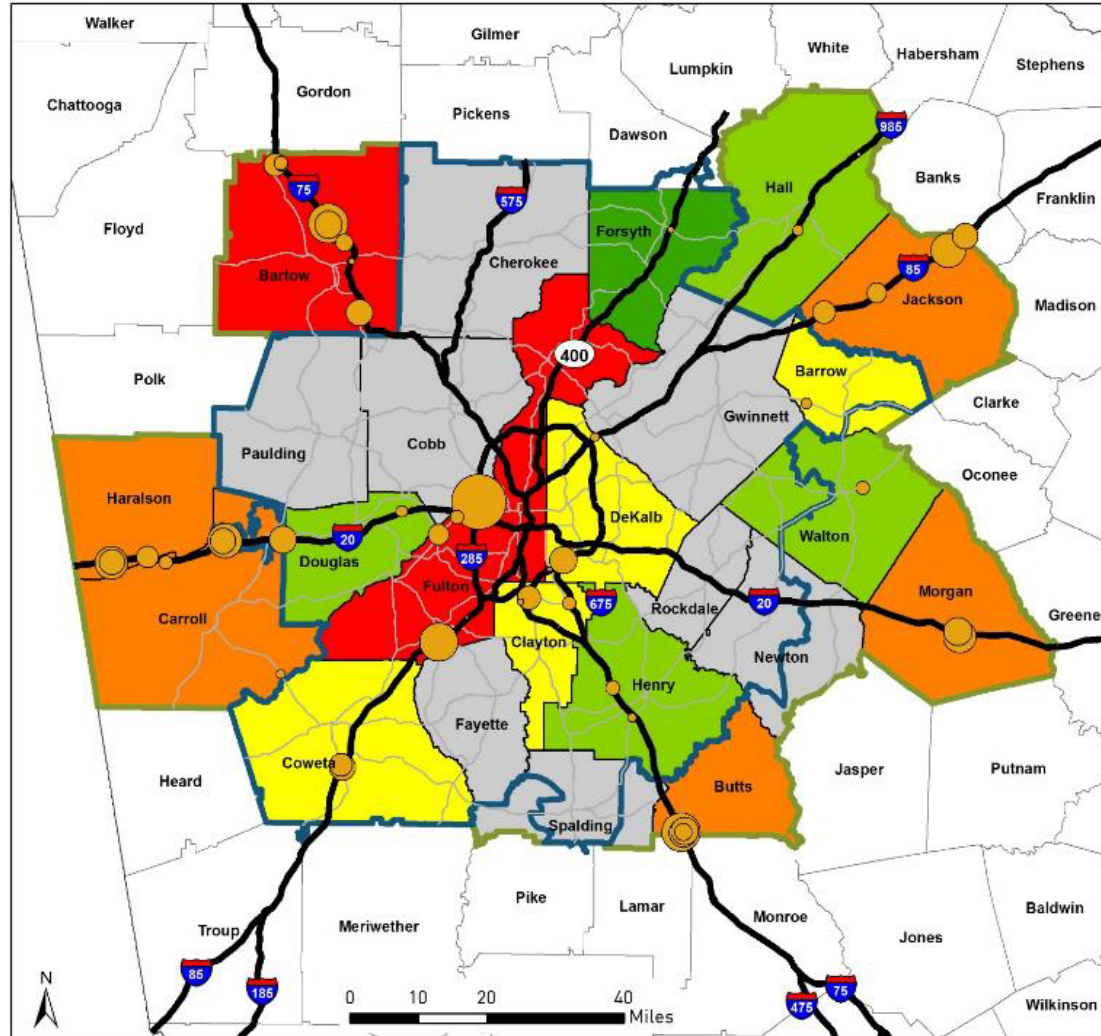 Walker
Gilmer
White
Habersham
Stephens
Lumpkin
Chattooga
Gordon
Pickens
Dawson
985
Banks
Franklin
75
575
Hall
Floyd
Forsyth
Cherokee
85
Bartow
Jackson
Madison
400
Barrow
Polk
Clarke
Gwinnett
Cobb
Paulding
Oconee
Haralson
DeKalb
Walton
20
Douglas
285
Fulton
Morgan
675
Rockdale
20
Greene
Carroll
Clayton
Newton
Henry
Fayette
Heard
Coweta
Butts
Jasper
Putnam
Spalding
Pike
Lamar
Monroe
Baldwin
Troup
Meriwether
Jones
85
185
75
475
Wilkinson
N
0 10 20 40
Miles